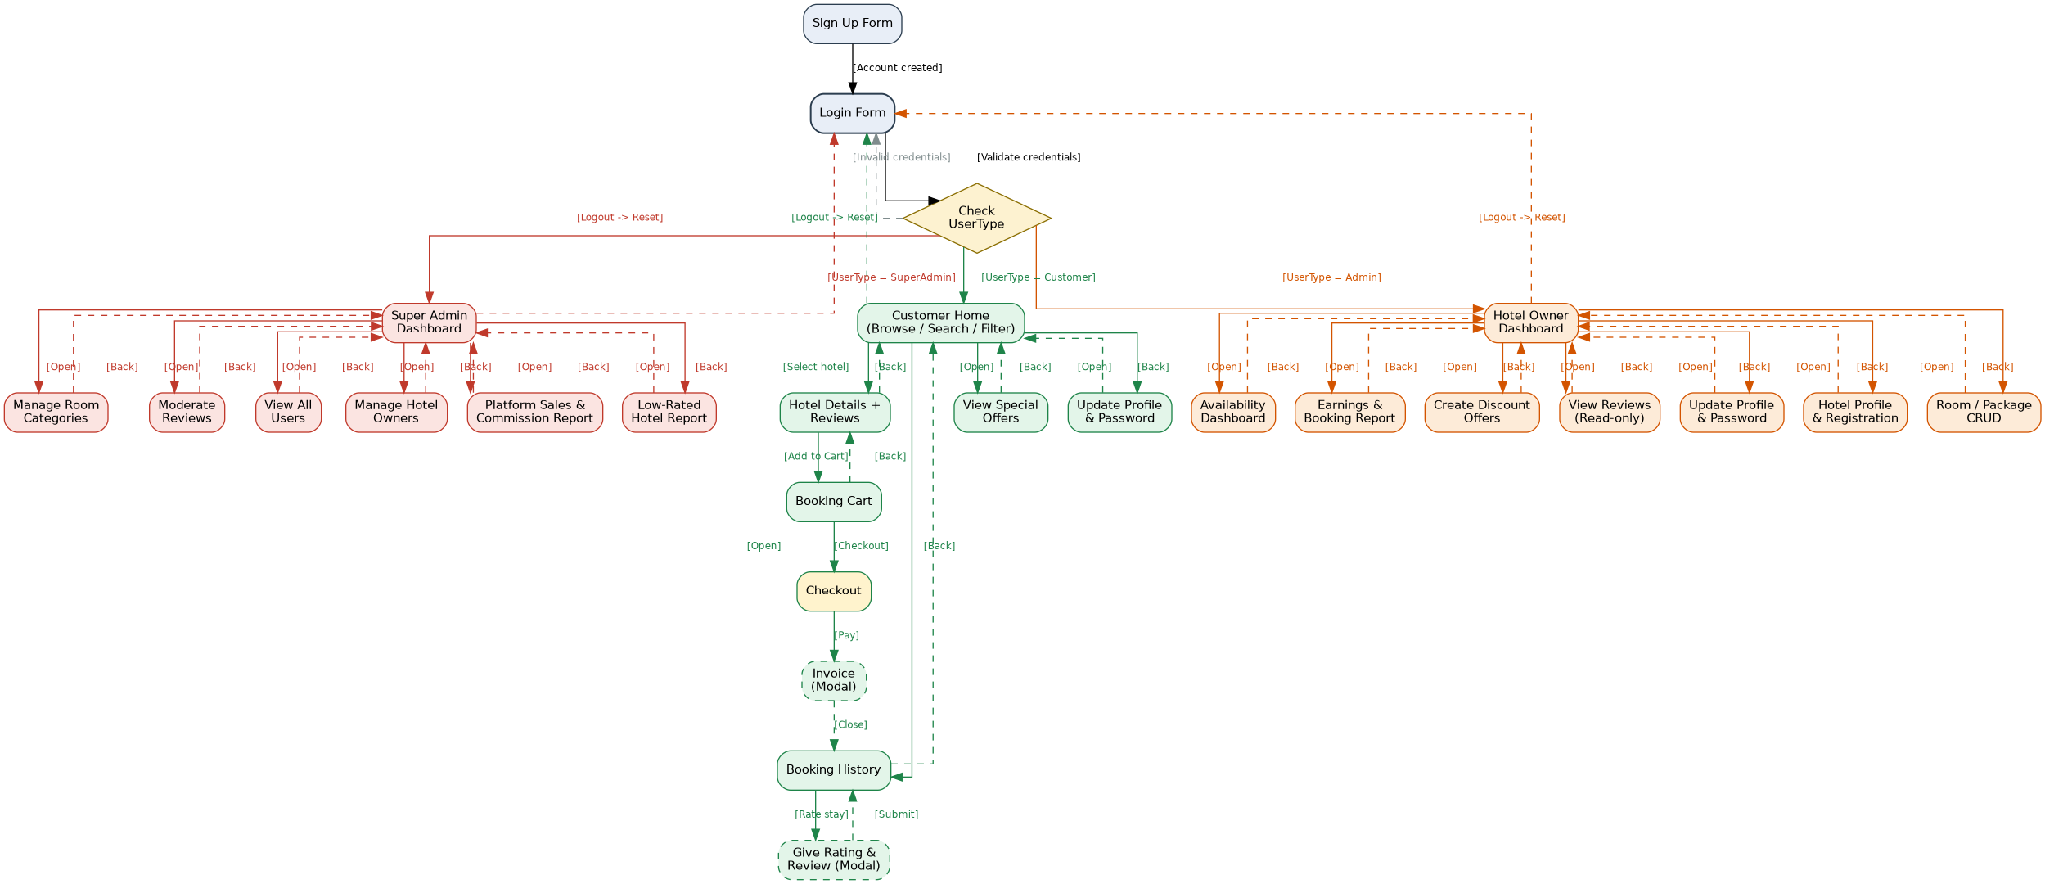 Sign Up Form
[Account created]
Login Form
[Invalid credentials]
[Validate credentials]
Check
UserType
[Logout -> Reset]
[Logout -> Reset]
[Logout -> Reset]
[UserType = SuperAdmin]
[UserType = Customer]
[UserType = Admin]
Super Admin
Dashboard
Customer Home
(Browse / Search / Filter)
Hotel Owner
Dashboard
[Open]
[Back]
[Open]
[Back]
[Open]
[Back]
[Open]
[Back]
[Open]
[Back]
[Open]
[Back]
[Select hotel]
[Back]
[Open]
[Back]
[Open]
[Back]
[Open]
[Back]
[Open]
[Back]
[Open]
[Back]
[Open]
[Back]
[Open]
[Back]
[Open]
[Back]
[Open]
[Back]
Manage Room
Categories
Moderate
Reviews
View All
Users
Manage Hotel
Owners
Platform Sales &
Commission Report
Low-Rated
Hotel Report
Hotel Details +
Reviews
View Special
Offers
Update Profile
& Password
Availability
Dashboard
Earnings &
Booking Report
Create Discount
Offers
View Reviews
(Read-only)
Update Profile
& Password
Hotel Profile
& Registration
Room / Package
CRUD
[Add to Cart]
[Back]
Booking Cart
[Open]
[Checkout]
[Back]
Checkout
[Pay]
Invoice
(Modal)
[Close]
Booking History
[Rate stay]
[Submit]
Give Rating &
Review (Modal)